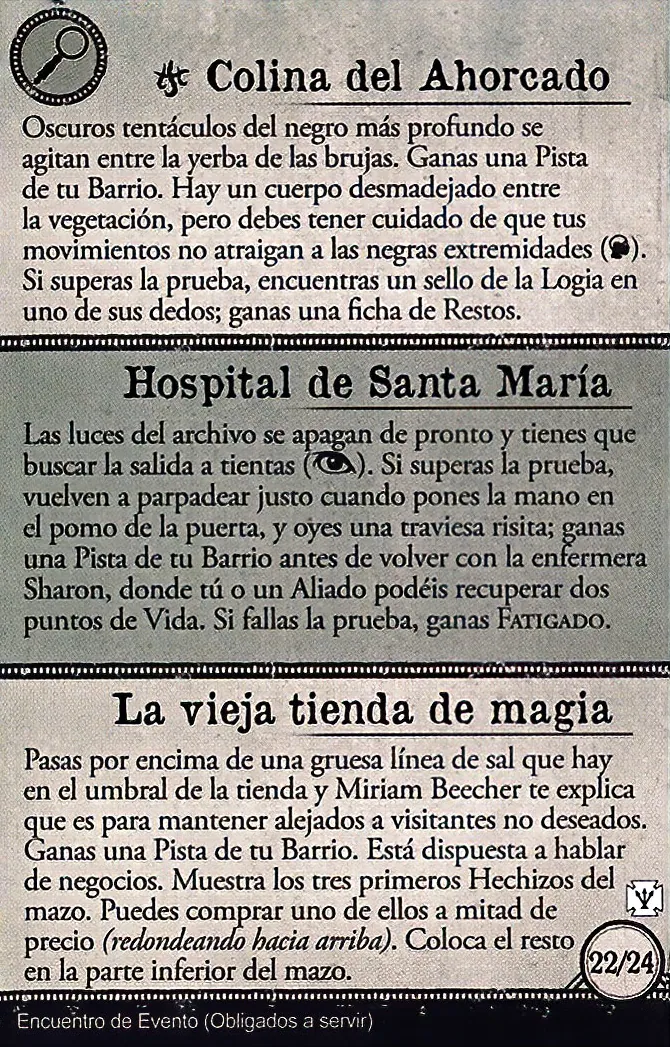 Colina del Ahorcado
Oscuros tentáculos del negro más profundo se
agitan entre la yerba de las brujas. Ganas una Pista
de tu Barrio. Hay un cuerpo desmadejado entre
la vegetación, pero debes tener cuidado de que tus
movimientos no atraigan a las negras extremidades ( ).
Si superas la prueba, encuentras un sello de la Logia en
uno de sus dedos; ganas una ficha de Restos.
Hospital de Santa María
Las luces del archivo se apagan de pronto y tienes que
buscar la salida a tientas ( ). Si superas la prueba,
vuelven a parpadear justo cuando pones la mano en
el pomo de la puerta, y oyes una traviesa risita; ganas
una Pista de tu Barrio antes de volver con la enfermera
Sharon, donde tú o un Aliado podéis recuperar dos
puntos de Vida. Si fallas la prueba, ganas FATIGADO.
La vieja tienda de magia
Pasas por encima de una gruesa línea de sal que hay
en el umbral de la tienda y Miriam Beecher te explica
que es para mantener alejados a visitantes no deseados.
Ganas una Pista de tu Barrio. Está dispuesta a hablar
de negocios. Muestra los tres primeros Hechizos del
mazo. Puedes comprar uno de ellos a mitad de
precio (redondeando hacia arriba). Coloca el resto
en la parte inferior del mazo.
22/24
Encuentro de Evento (Obligados a servir)